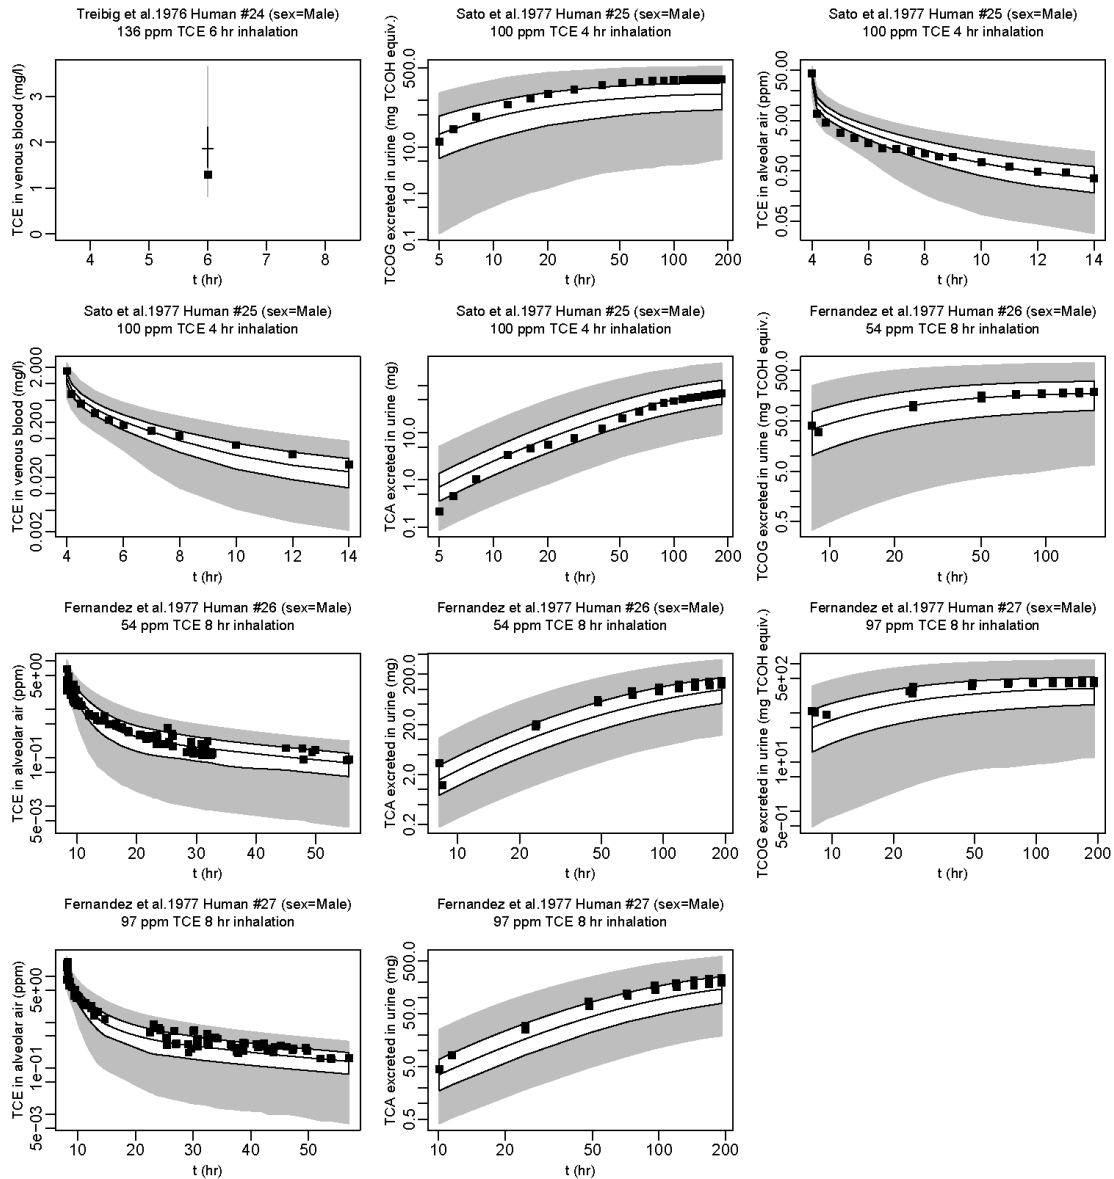 Treibig et al.1976 Human #24 (sex=Male)
136 ppm TCE 6 hr inhalation
TCE in venous blood (mg/l)
3
2
1
0
4
5
6
7
8
t (hr)
Sato et al.1977 Human #25 (sex=Male)
100 ppm TCE 4 hr inhalation
TCOG excreted in urine (mg TCOH equiv.)
500.0
10.0
1.0
0.1
5
10
20
50
100
200
t (hr)
Sato et al.1977 Human #25 (sex=Male)
100 ppm TCE 4 hr inhalation
TCE in alveolar air (ppm)
50.00
5.00
0.50
0.05
4
6
8
10
12
14
t (hr)
Sato et al.1977 Human #25 (sex=Male)
100 ppm TCE 4 hr inhalation
TCE in venous blood (mg/l)
2.000
0.200
0.020
0.002
4
6
8
10
12
14
t (hr)
Sato et al.1977 Human #25 (sex=Male)
100 ppm TCE 4 hr inhalation
TCA excreted in urine (mg)
10.0
1.0
0.1
5
10
20
50
100
200
t (hr)
Fernandez et al.1977 Human #26 (sex=Male)
54 ppm TCE 8 hr inhalation
TCOG excreted in urine (mg TCOH equiv.)
500.0
50.0
5.0
0.5
10
20
50
100
t (hr)
Fernandez et al.1977 Human #26 (sex=Male)
54 ppm TCE 8 hr inhalation
TCE in alveolar air (ppm)
5e+00
1e-01
5e-03
10
20
30
40
50
t (hr)
Fernandez et al.1977 Human #26 (sex=Male)
54 ppm TCE 8 hr inhalation
TCA excreted in urine (mg)
200.0
20.0
2.0
0.2
10
20
50
100
200
t (hr)
Fernandez et al.1977 Human #27 (sex=Male)
97 ppm TCE 8 hr inhalation
TCOG excreted in urine (mg TCOH equiv.)
5e+02
1e+01
5e-01
10
20
50
100
200
t (hr)
Fernandez et al.1977 Human #27 (sex=Male)
97 ppm TCE 8 hr inhalation
TCE in alveolar air (ppm)
5e+00
1e-01
5e-03
10
20
30
40
50
t (hr)
Fernandez et al.1977 Human #27 (sex=Male)
97 ppm TCE 8 hr inhalation
TCA excreted in urine (mg)
500.0
50.0
5.0
0.5
10
20
50
100
200
t (hr)